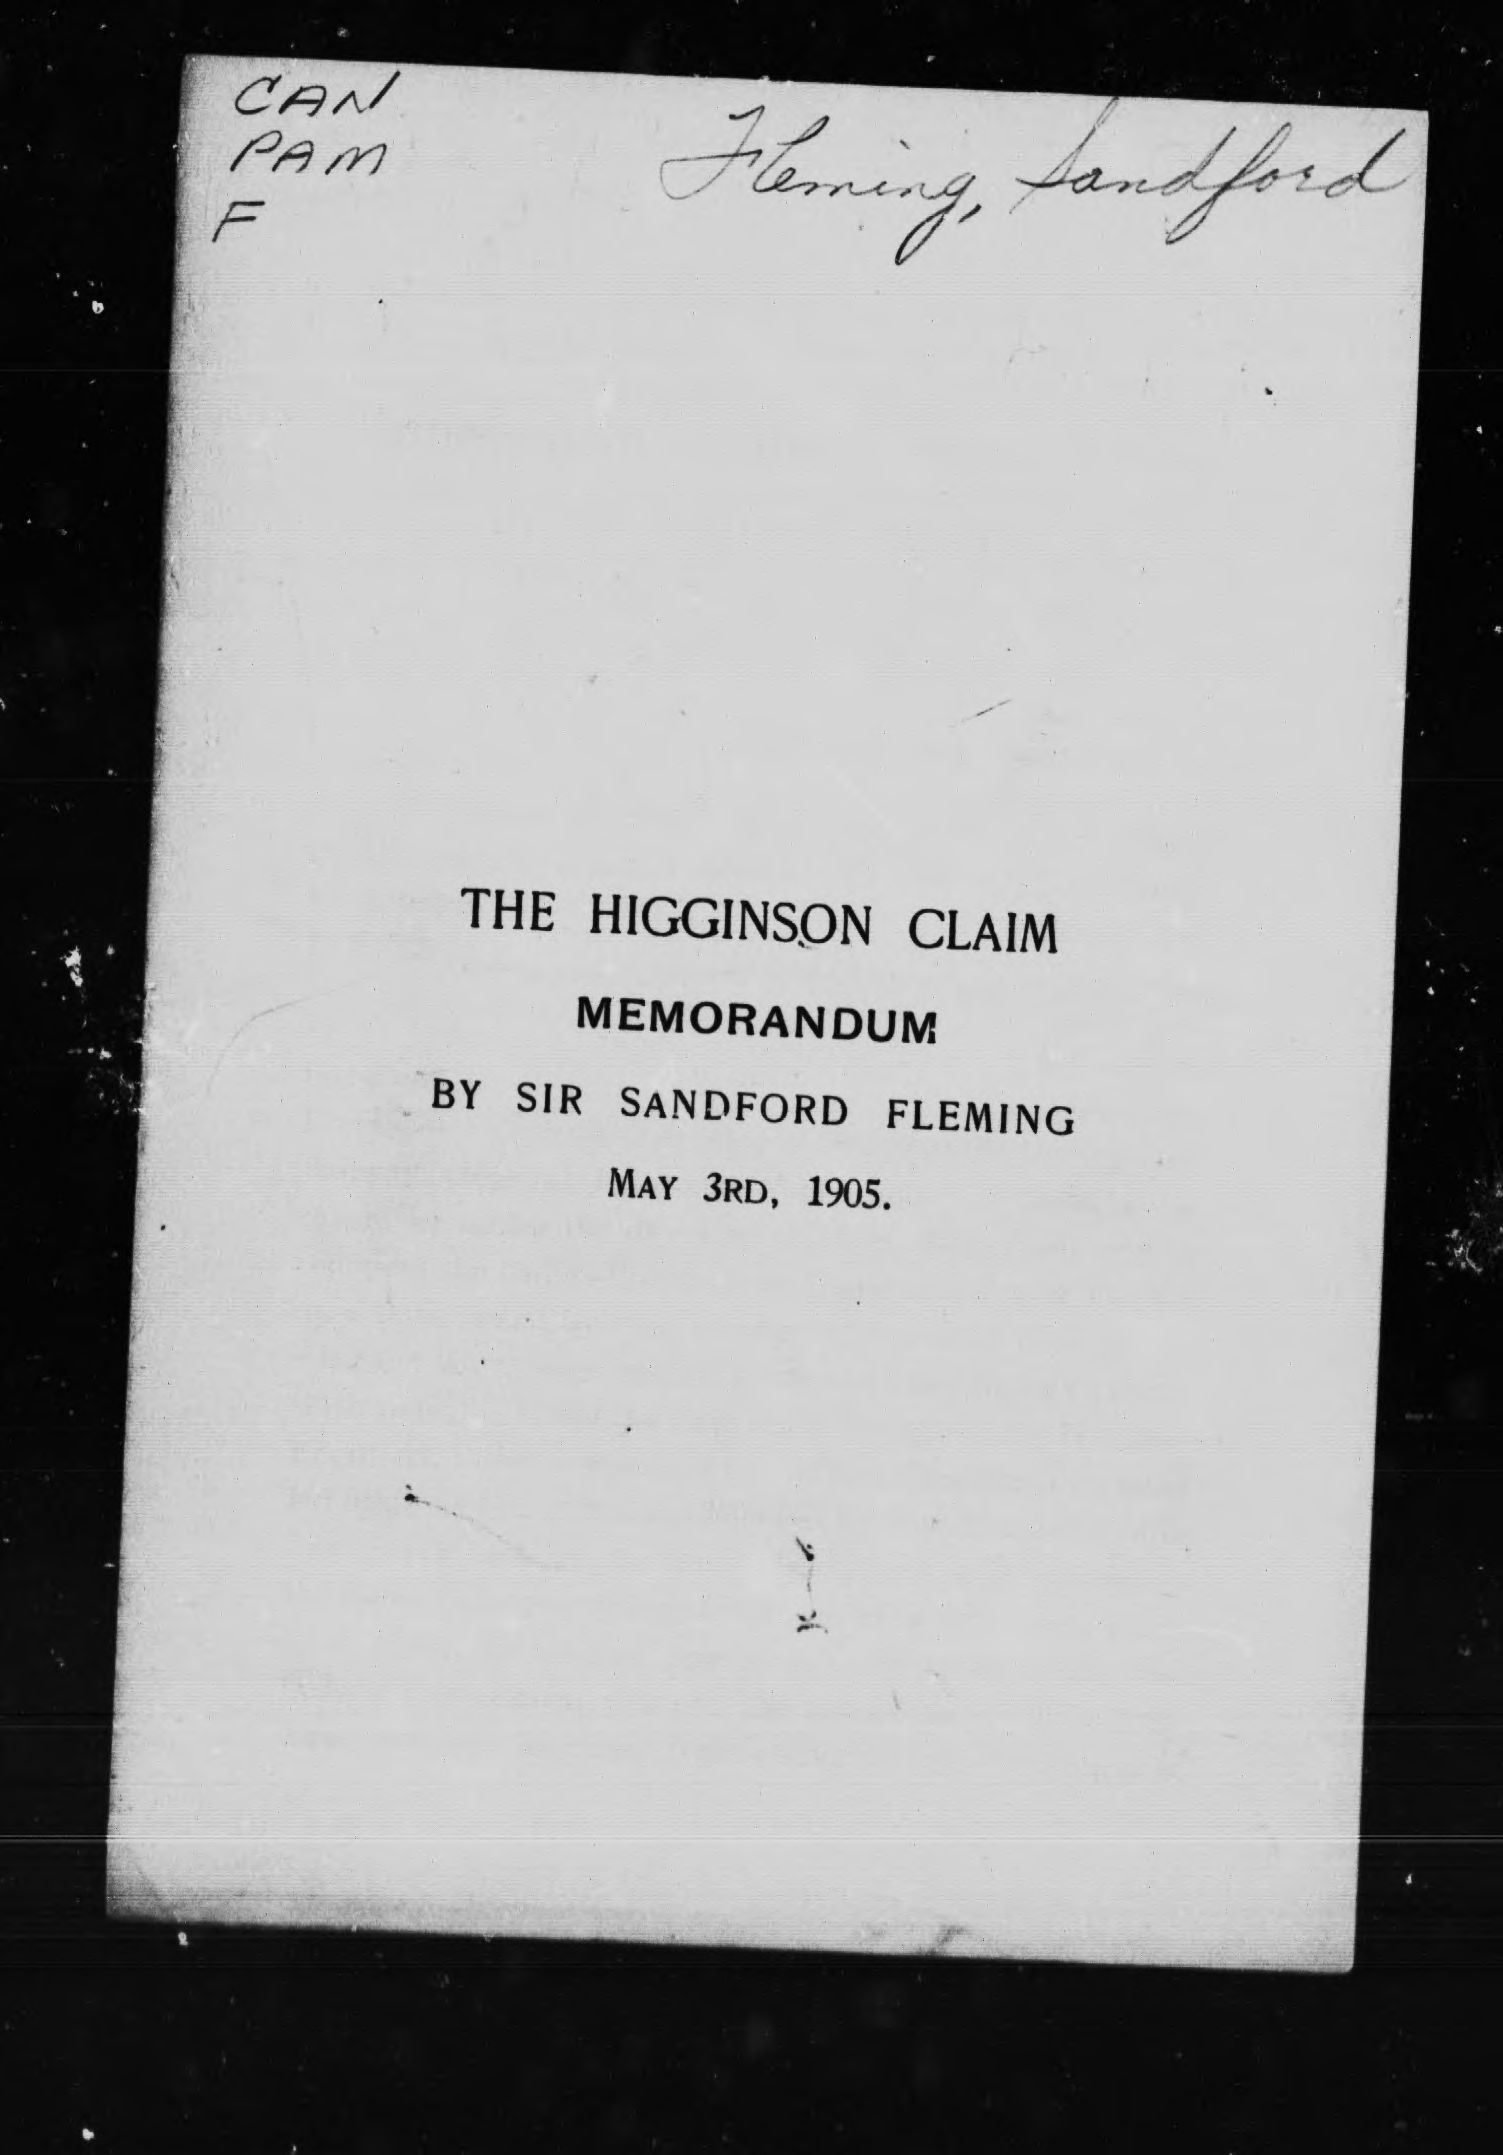 CAN
PAM
F
Fleming, Sandford
THE HIGGINSON CLAIM
MEMORANDUM
BY SIR SANDFORD FLEMING
MAY 3RD, 1905.